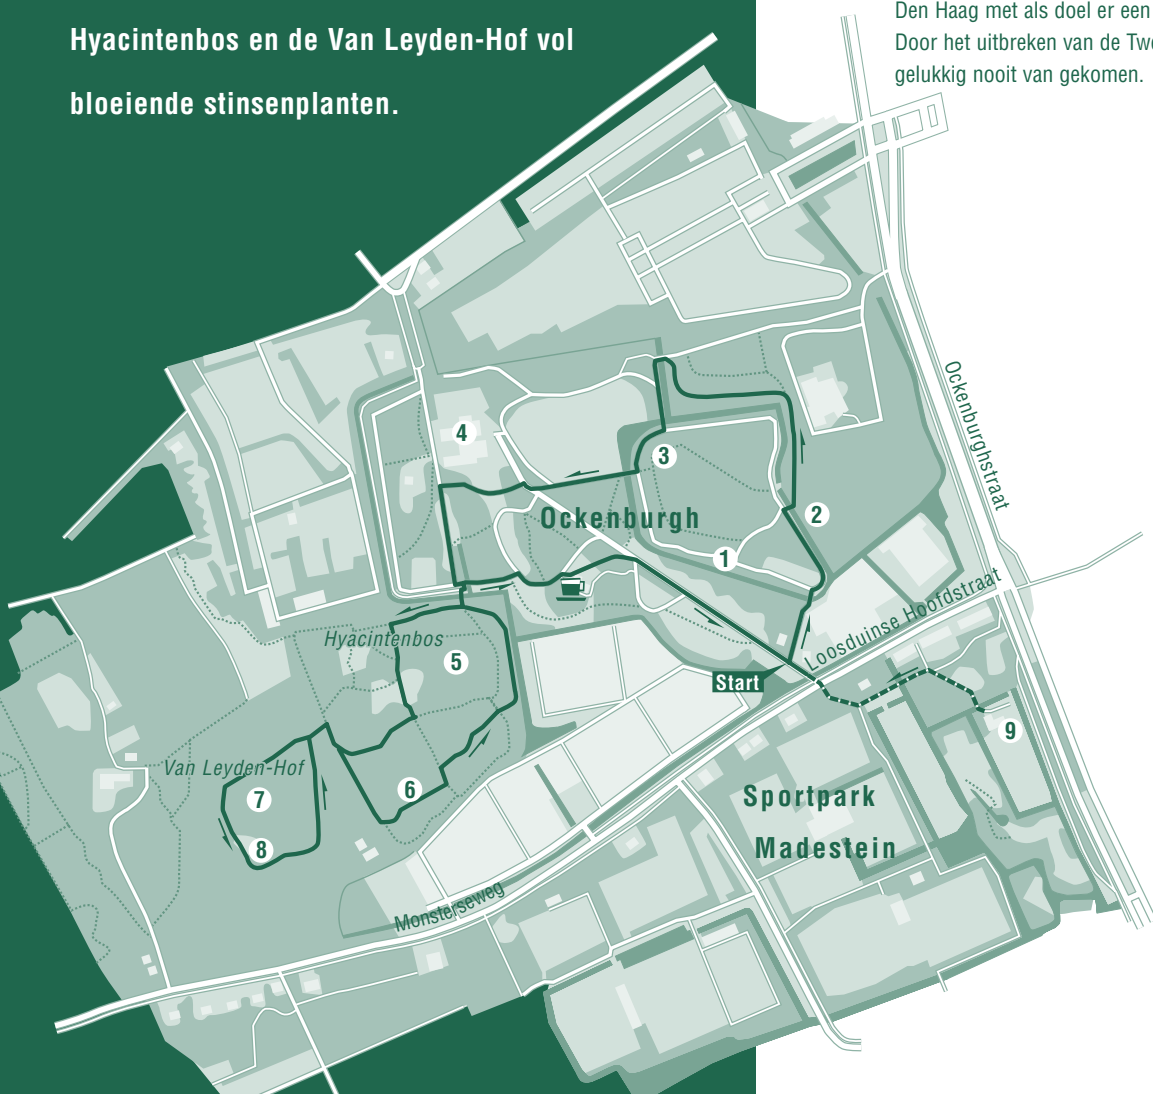 Hyacintenbos en de Van Leyden-Hof vol
bloeiende stinsenplanten.
Den Haag met als doel er een
Door het uitbreken van de Twe
gelukkig nooit van gekomen.
Ockenburghstraat
4
3
Ockenburgh
2
1
Loosduinse Hoofdstraat
Hyacintenbos
5
Start
9
Van Leyden-Hof
7
6
8
Sportpark
Madestein
Monsterseweg